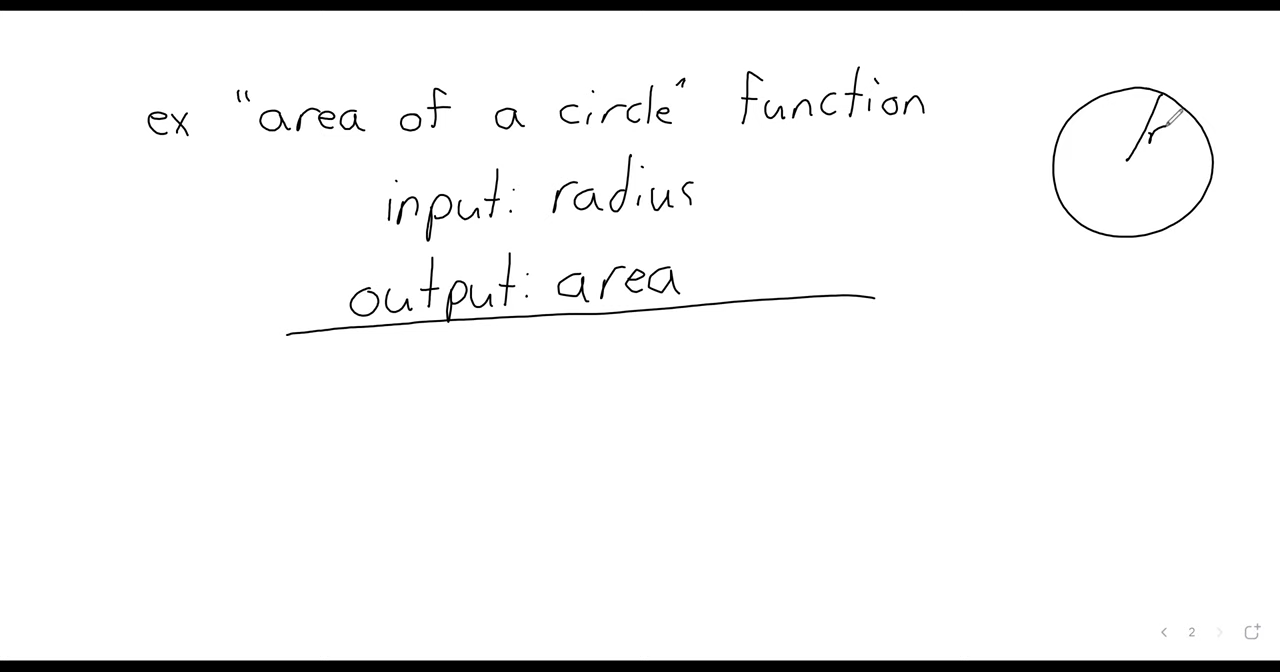 ex "area of a circle" function
input: radius
output: area
r
2